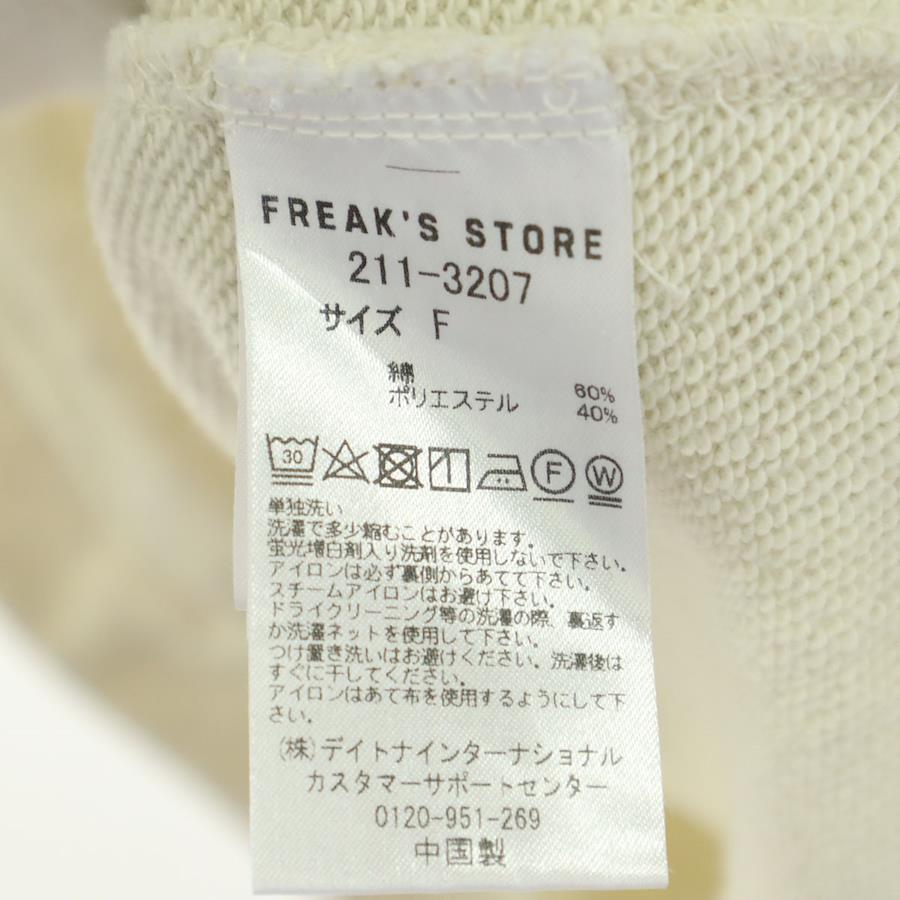 FREAK'S STORE
211-3207
サイズ F
綿 60%
ポリエステル 40%
30 F W
単独洗い
洗濯で多少縮むことがあります。
蛍光増白剤入り洗剤を使用しないで下さい。
アイロンは必ず裏側からあてて下さい。
スチームアイロンはお避け下さい。
ドライクリーニング等の洗濯の際、裏返す
か洗濯ネットを使用して下さい。
つけ置き洗いはお避けください。洗濯後は
すぐに干してください。
アイロンはあて布を使用するようにして下
さい。
(株)デイトナインターナショナル
カスタマーサポートセンター
0120-951-269
中国製